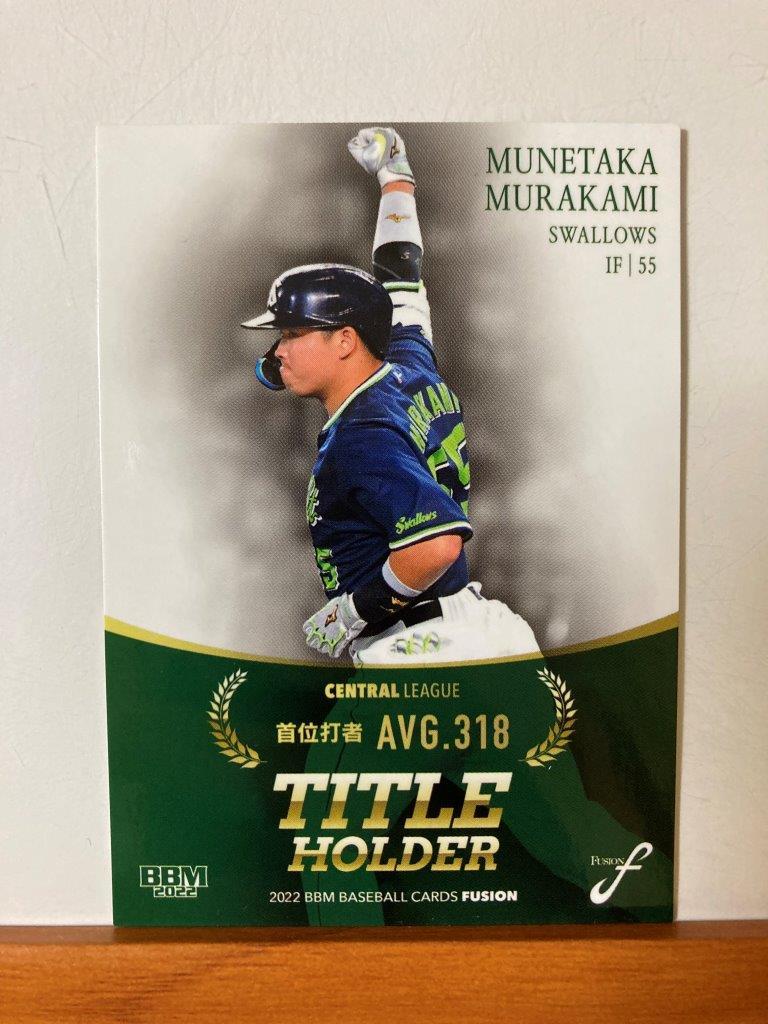 MUNETAKA
MURAKAMI
SWALLOWS
IF | 55
Swallows
CENTRAL LEAGUE
首位打者 AVG.318
TITLE
HOLDER
BBM
2022
2022 BBM BASEBALL CARDS FUSION
FUSION
f